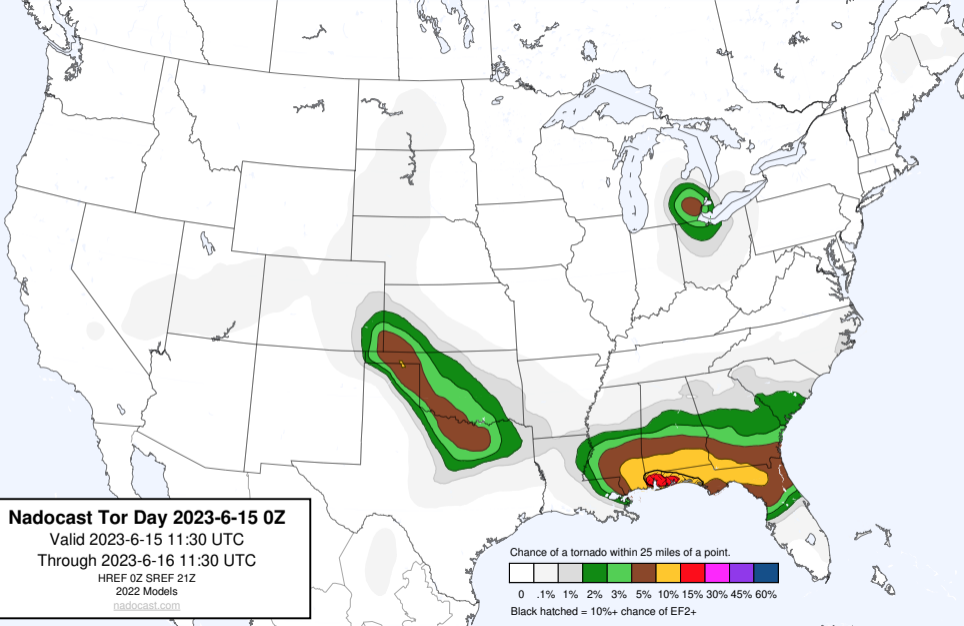 Nadocast Tor Day 2023-6-15 0Z
Valid 2023-6-15 11:30 UTC
Through 2023-6-16 11:30 UTC
HREF 0Z SREF 21Z
2022 Models
nadocast.com
Chance of a tornado within 25 miles of a point.
0 .1% 1% 2% 3% 5% 10% 15% 30% 45% 60%
Black hatched = 10%+ chance of EF2+